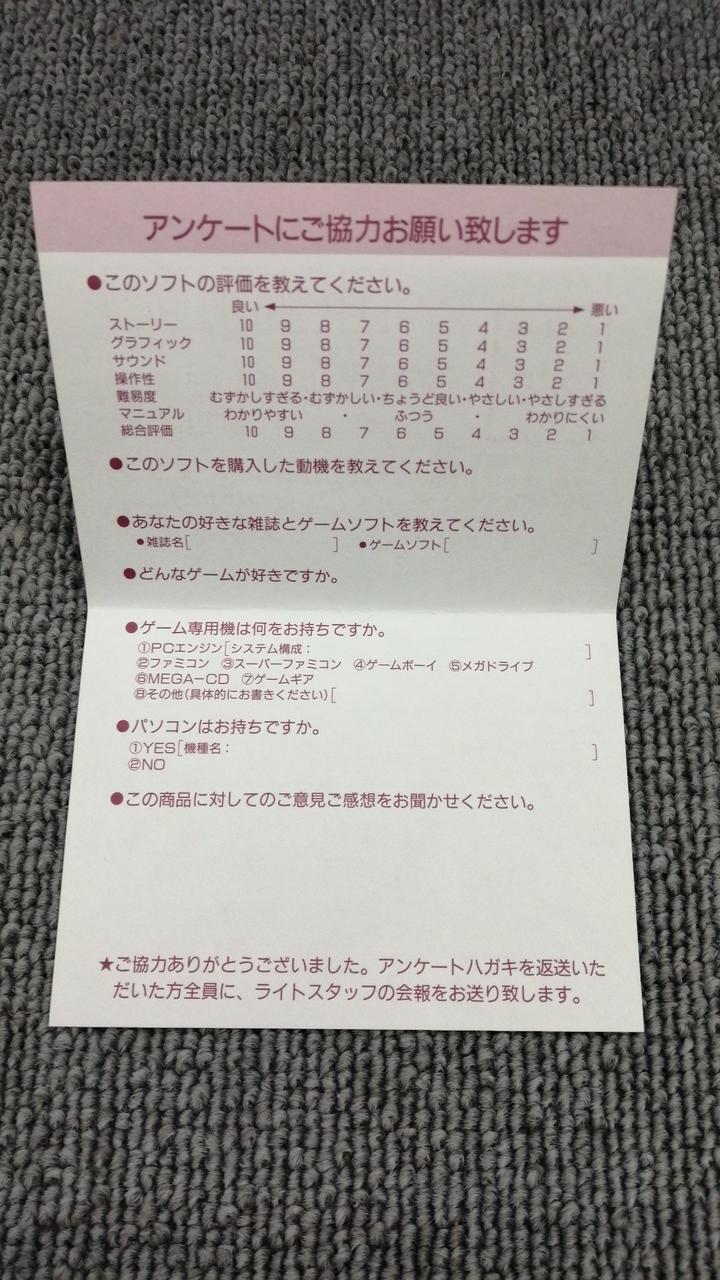 アンケートにご協力お願い致します
●このソフトの評価を教えてください。
良い 悪い
ストーリー 10 9 8 7 6 5 4 3 2 1
グラフィック 10 9 8 7 6 5 4 3 2 1
サウンド 10 9 8 7 6 5 4 3 2 1
操作性 10 9 8 7 6 5 4 3 2 1
難易度 むずかしすぎる・むずかしい・ちょうど良い・やさしい・やさしすぎる
マニュアル わかりやすい ・ ふつう ・ わかりにくい
総合評価 10 9 8 7 6 5 4 3 2 1
●このソフトを購入した動機を教えてください。
●あなたの好きな雑誌とゲームソフトを教えてください。
●雑誌名[ ] ●ゲームソフト[ ]
●どんなゲームが好きですか。
●ゲーム専用機は何をお持ちですか。
①PCエンジン[システム構成: ]
②ファミコン ③スーパーファミコン ④ゲームボーイ ⑤メガドライブ
⑥MEGA-CD ⑦ゲームギア
⑧その他(具体的にお書きください)[ ]
●パソコンはお持ちですか。
①YES[機種名: ]
②NO
●この商品に対してのご意見ご感想をお聞かせください。
★ご協力ありがとうございました。アンケートハガキを返送いた
だいた方全員に、ライトスタッフの会報をお送り致します。